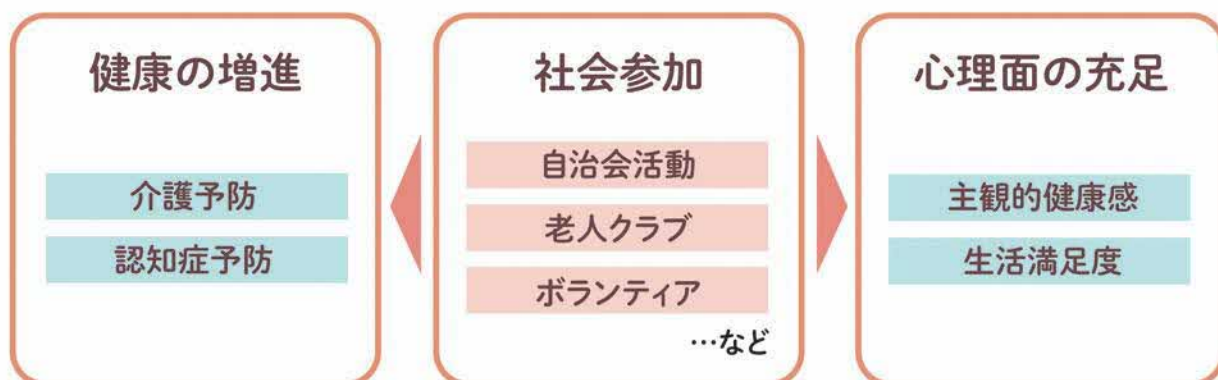 健康の増進
介護予防
認知症予防
社会参加
自治会活動
老人クラブ
ボランティア
…など
心理面の充足
主観的健康感
生活満足度